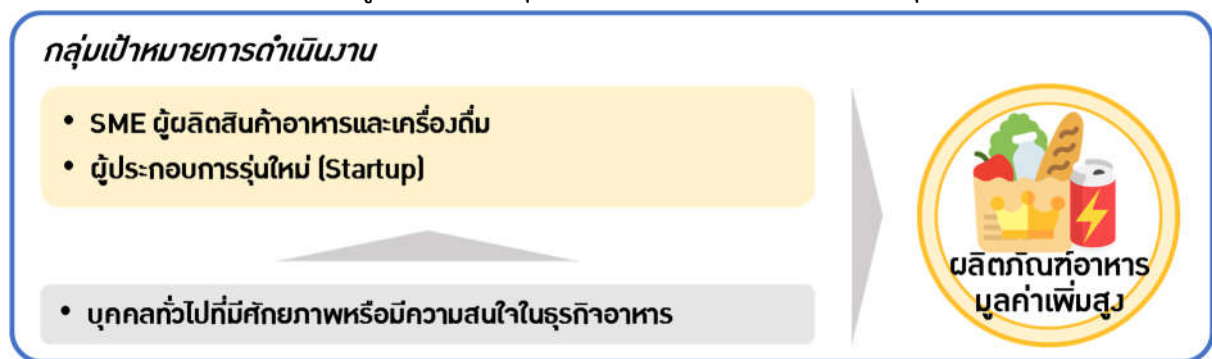 กลุ่มเป้าหมายการดำเนินงาน
• SME ผู้ผลิตสินค้าอาหารและเครื่องดื่ม
• ผู้ประกอบการรุ่นใหม่ (Startup)
• บุคคลทั่วไปที่มีศักยภาพหรือมีความสนใจในธุรกิจอาหาร
ผลิตภัณฑ์อาหาร
มูลค่าเพิ่มสูง